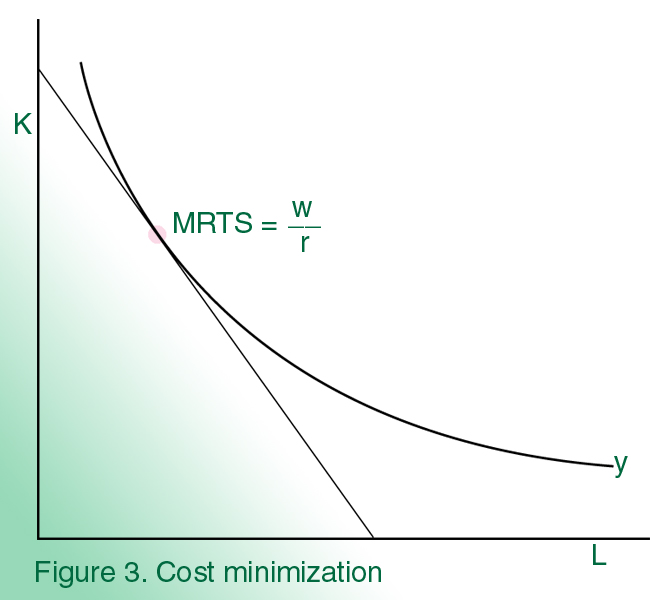 K
MRTS = w/r
y
L
Figure 3. Cost minimization